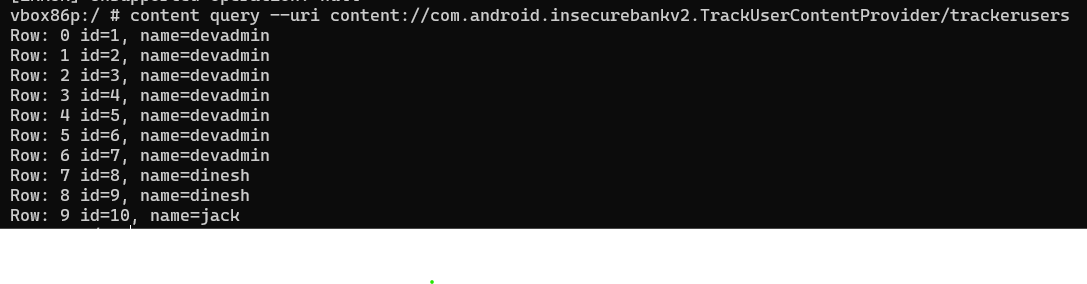 vbox86p:/ # content query --uri content://com.android.insecurebankv2.TrackUserContentProvider/trackerusers
Row: 0 id=1, name=devadmin
Row: 1 id=2, name=devadmin
Row: 2 id=3, name=devadmin
Row: 3 id=4, name=devadmin
Row: 4 id=5, name=devadmin
Row: 5 id=6, name=devadmin
Row: 6 id=7, name=devadmin
Row: 7 id=8, name=dinesh
Row: 8 id=9, name=dinesh
Row: 9 id=10, name=jack